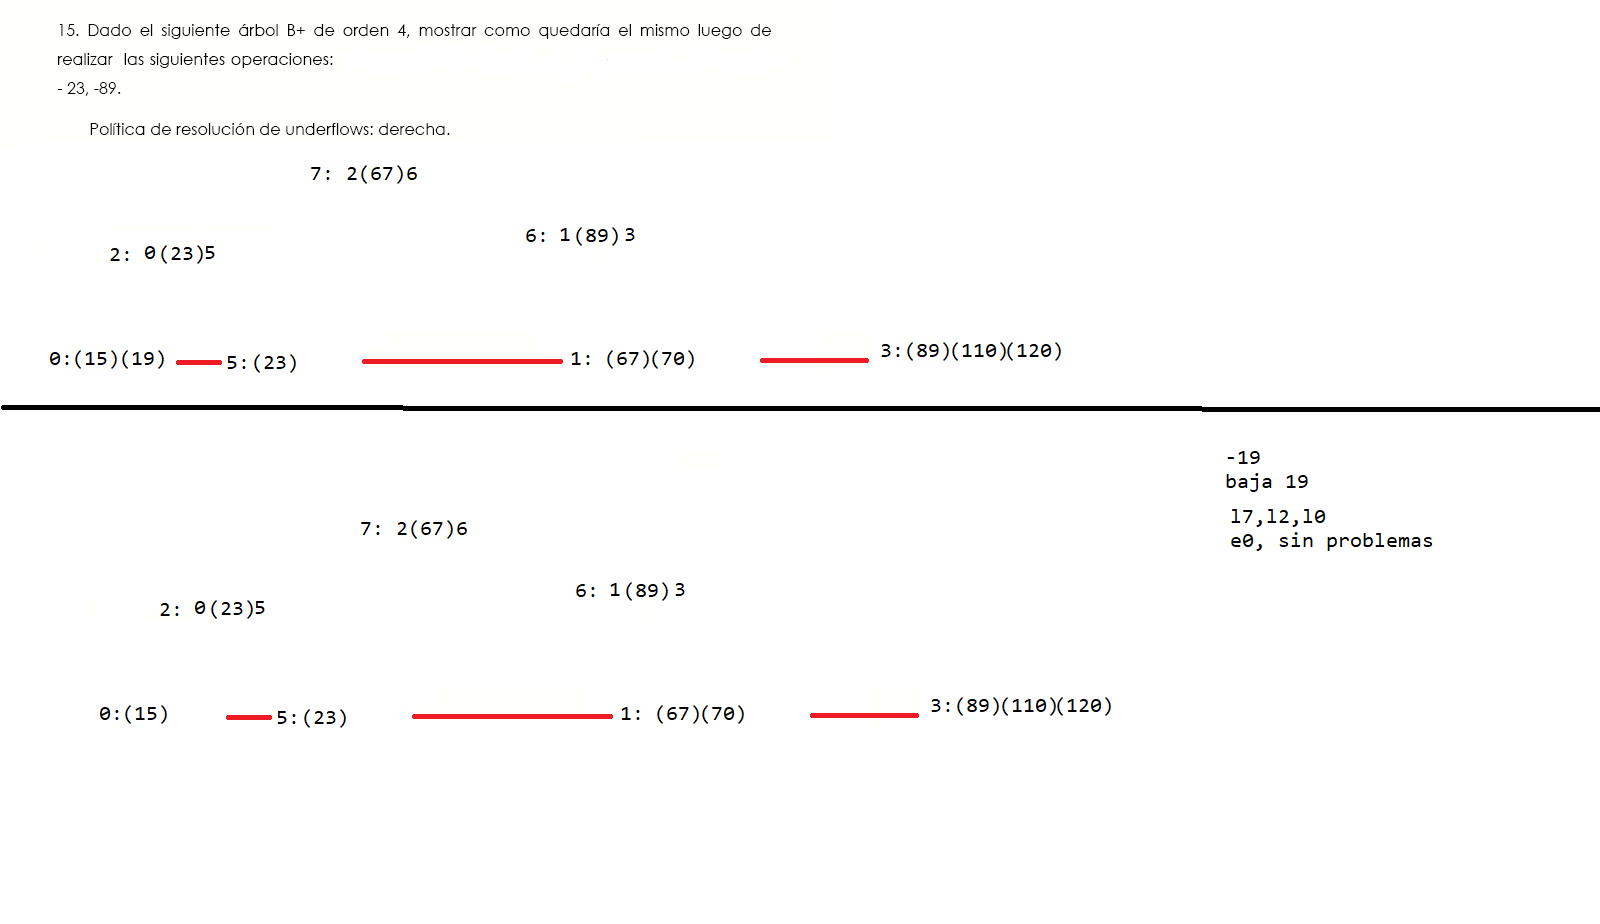 15. Dado el siguiente árbol B+ de orden 4, mostrar como quedaría el mismo luego de
realizar las siguientes operaciones:
- 23, -89.
Política de resolución de underflows: derecha.
7: 2(67)6
6: 1(89)3
2: 0(23)5
0:(15)(19)
5:(23)
1: (67)(70)
3:(89)(110)(120)
-19
baja 19
l7,l2,l0
e0, sin problemas
7: 2(67)6
6: 1(89)3
2: 0(23)5
0:(15)
5:(23)
1: (67)(70)
3:(89)(110)(120)